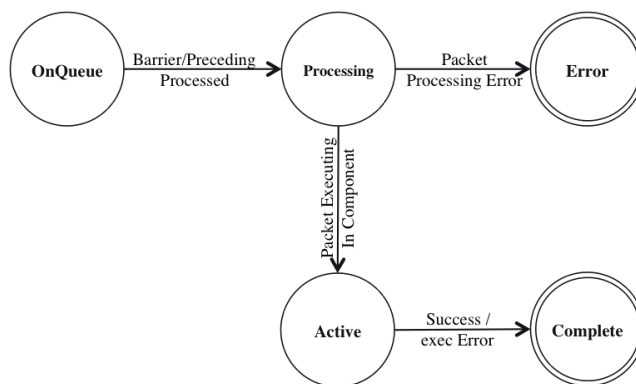 OnQueue
Barrier/Preceding
Processed
Processing
Packet
Processing Error
Error
Packet Executing
In Component
Active
Success /
exec Error
Complete